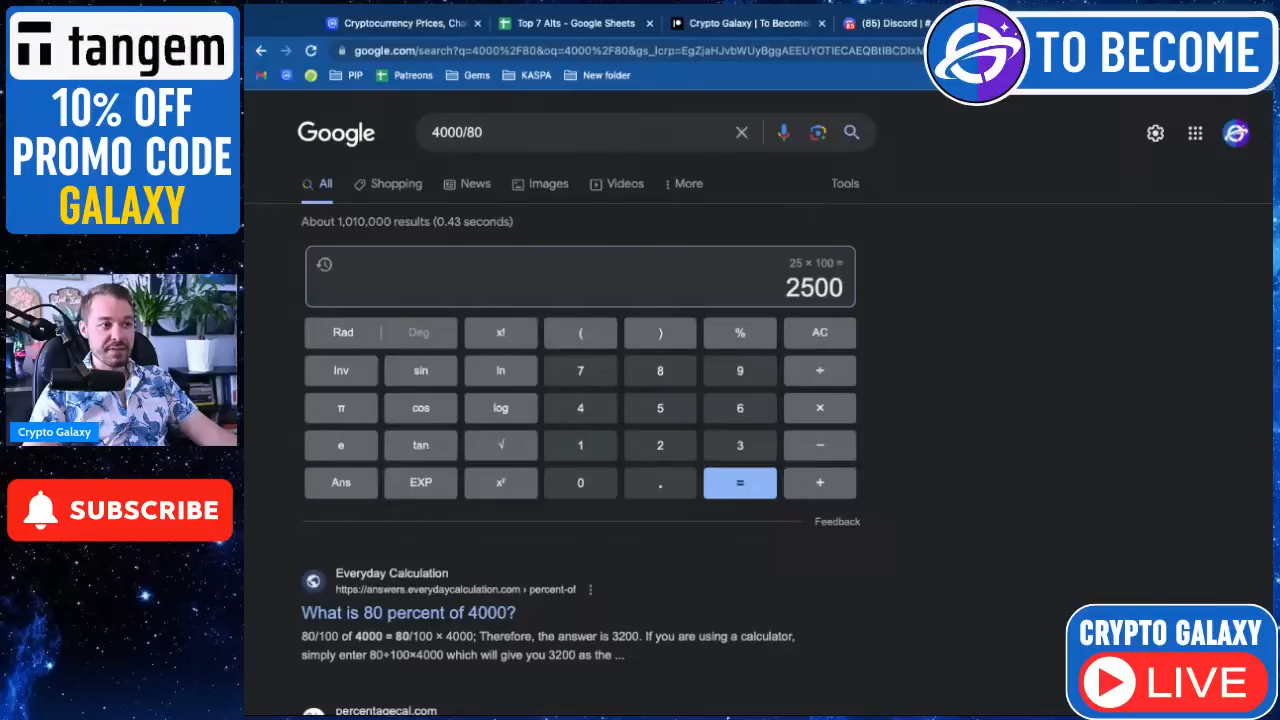 tangem
10% OFF
PROMO CODE
GALAXY
Crypto Galaxy
SUBSCRIBE
Cryptocurrency Prices, Cha
Top 7 Alts - Google Sheets
Crypto Galaxy | To Become
(85) Discord | #
google.com/search?q=4000%2F80&oq=4000%2F80&gs_lcrp=
PIP
Patreons
Gems
KASPA
New folder
TO BECOME
Google
4000/80
All
Shopping
News
Images
Videos
More
Tools
About 1,010,000 results (0.43 seconds)
25 × 100 =
2500
Rad
Deg
x!
(
)
%
AC
Inv
sin
ln
7
8
9
÷
π
cos
log
4
5
6
×
e
tan
√
1
2
3
−
Ans
EXP
0
.
=
+
Feedback
Everyday Calculation
https://answers.everydaycalculation.com › percent-of
What is 80 percent of 4000?
80/100 of 4000 = 80/100 × 4000; Therefore, the answer is 3200. If you are using a calculator,
simply enter 80÷100×4000 which will give you 3200 as the ...
percentagecal.com
CRYPTO GALAXY
LIVE